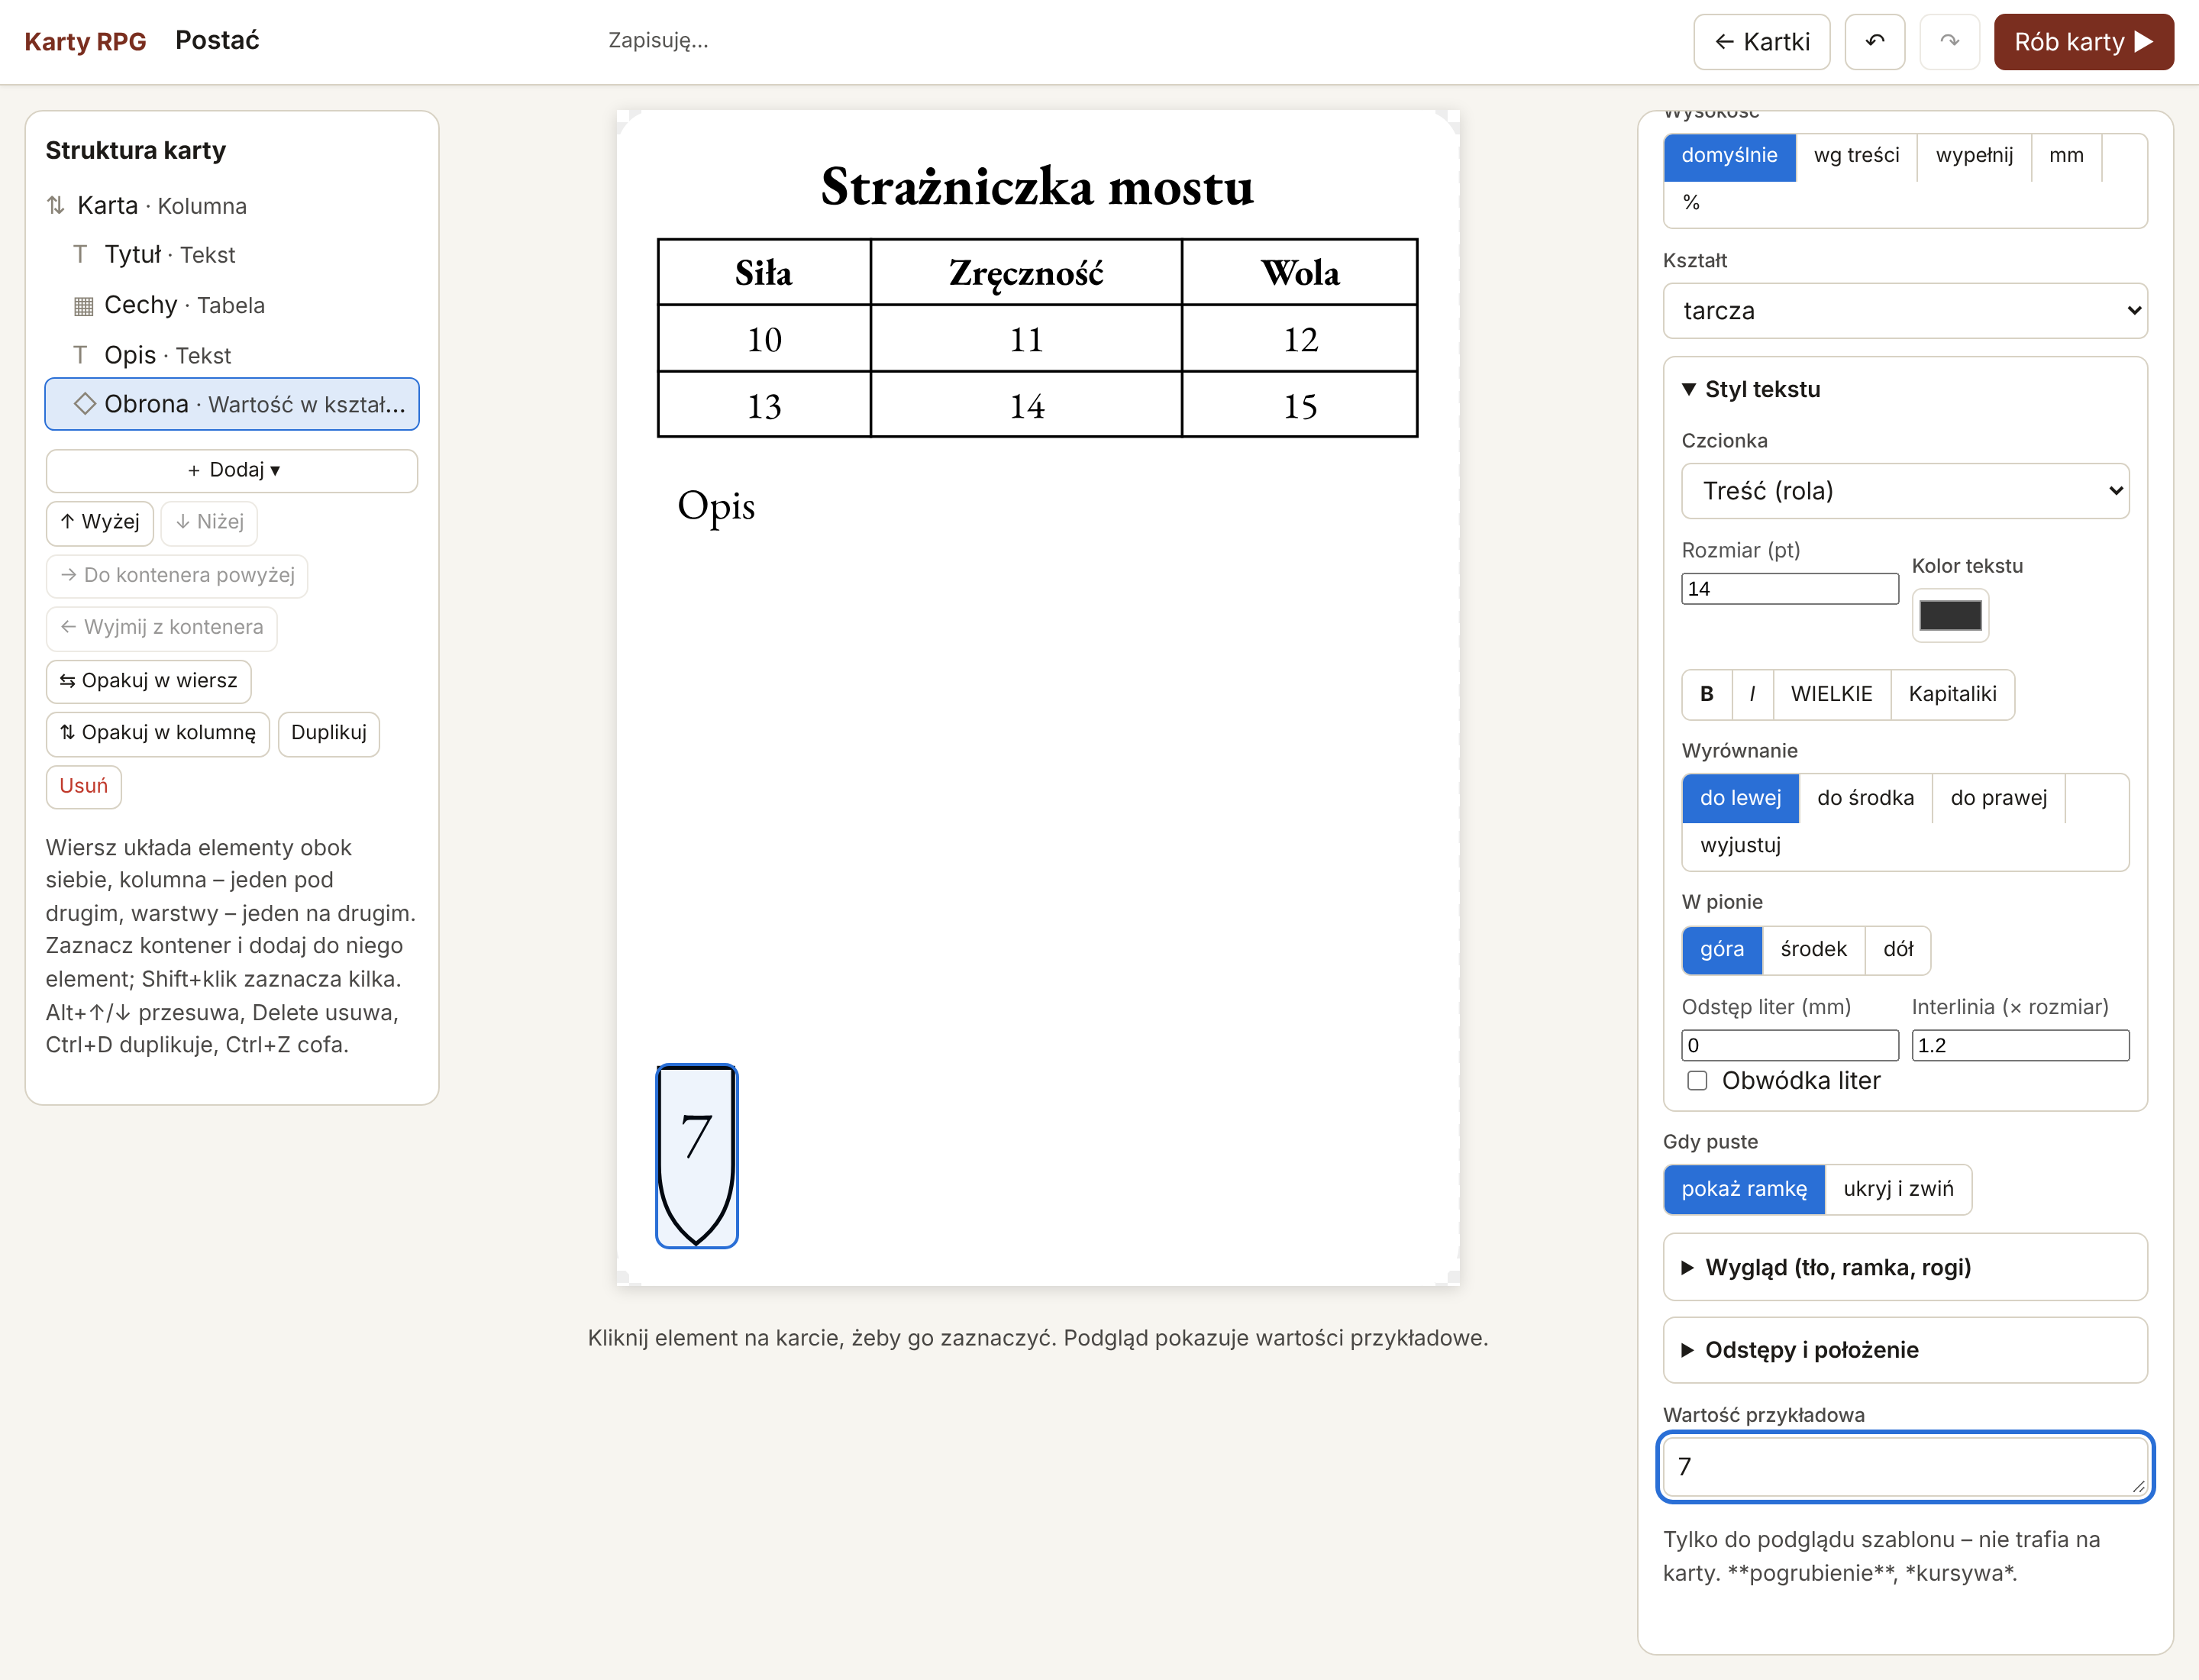 Karty RPG Postać Zapisuję... ← Kartki ↶ ↷ Rób karty ▶
Struktura karty
⇅ Karta · Kolumna
T Tytuł · Tekst
▦ Cechy · Tabela
T Opis · Tekst
◇ Obrona · Wartość w kształ...
+ Dodaj ▾
↑ Wyżej ↓ Niżej
→ Do kontenera powyżej
← Wyjmij z kontenera
⇆ Opakuj w wiersz
⇅ Opakuj w kolumnę Duplikuj
Usuń
Wiersz układa elementy obok
siebie, kolumna – jeden pod
drugim, warstwy – jeden na drugim.
Zaznacz kontener i dodaj do niego
element; Shift+klik zaznacza kilka.
Alt+↑/↓ przesuwa, Delete usuwa,
Ctrl+D duplikuje, Ctrl+Z cofa.
Strażniczka mostu
Siła Zręczność Wola
10 11 12
13 14 15
Opis
7
Kliknij element na karcie, żeby go zaznaczyć. Podgląd pokazuje wartości przykładowe.
Wysokość
domyślnie wg treści wypełnij mm
%
Kształt
tarcza
▼ Styl tekstu
Czcionka
Treść (rola)
Rozmiar (pt) Kolor tekstu
14
B I WIELKIE Kapitaliki
Wyrównanie
do lewej do środka do prawej
wyjustuj
W pionie
góra środek dół
Odstęp liter (mm) Interlinia (× rozmiar)
0 1.2
Obwódka liter
Gdy puste
pokaż ramkę ukryj i zwiń
▶ Wygląd (tło, ramka, rogi)
▶ Odstępy i położenie
Wartość przykładowa
7
Tylko do podglądu szablonu – nie trafia na
karty. **pogrubienie**, *kursywa*.